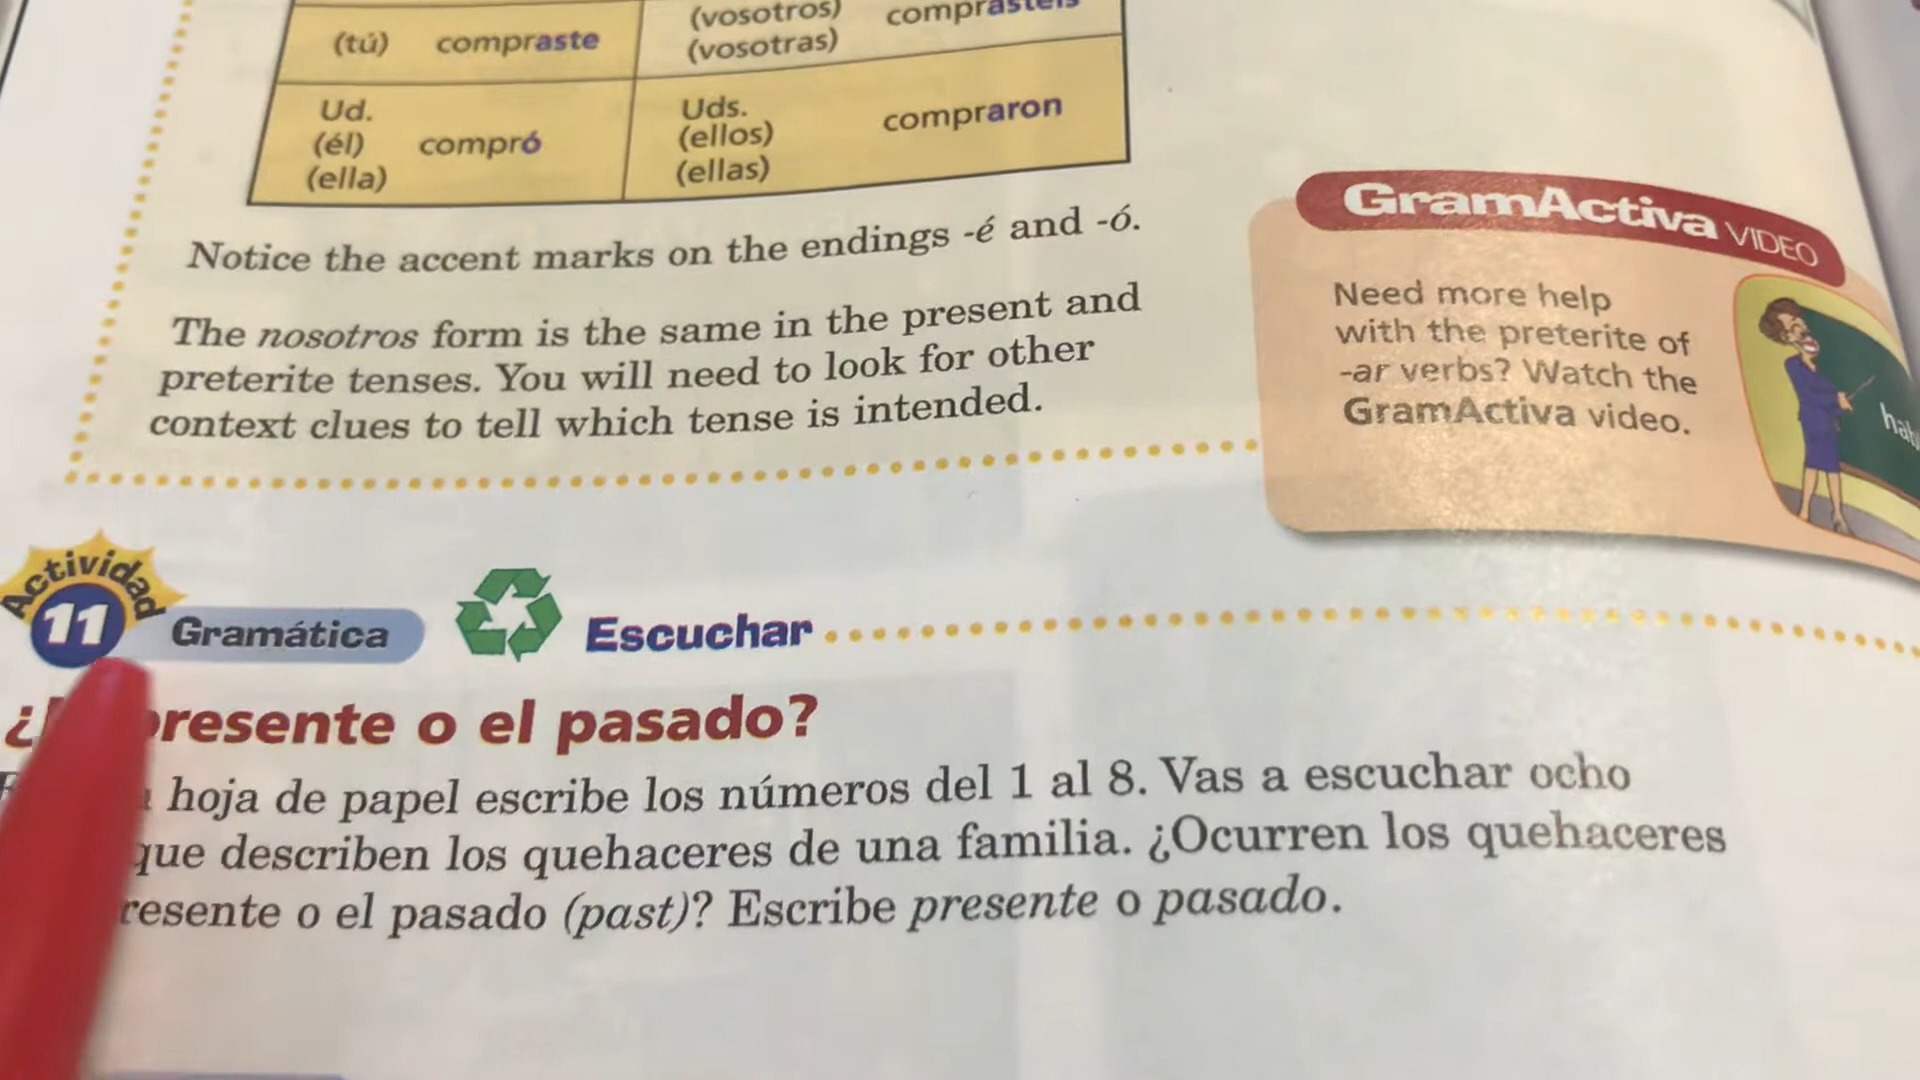 (tú) compraste
(vosotros)
(vosotras) comprasteis
Ud.
(él) compró
(ella)
Uds.
(ellos) compraron
(ellas)
Notice the accent marks on the endings -é and -ó.
The nosotros form is the same in the present and
preterite tenses. You will need to look for other
context clues to tell which tense is intended.
GramActiva VIDEO
Need more help
with the preterite of
-ar verbs? Watch the
GramActiva video.
Actividad
11 Gramática Escuchar
presente o el pasado?
hoja de papel escribe los números del 1 al 8. Vas a escuchar ocho
que describen los quehaceres de una familia. ¿Ocurren los quehaceres
resente o el pasado (past)? Escribe presente o pasado.